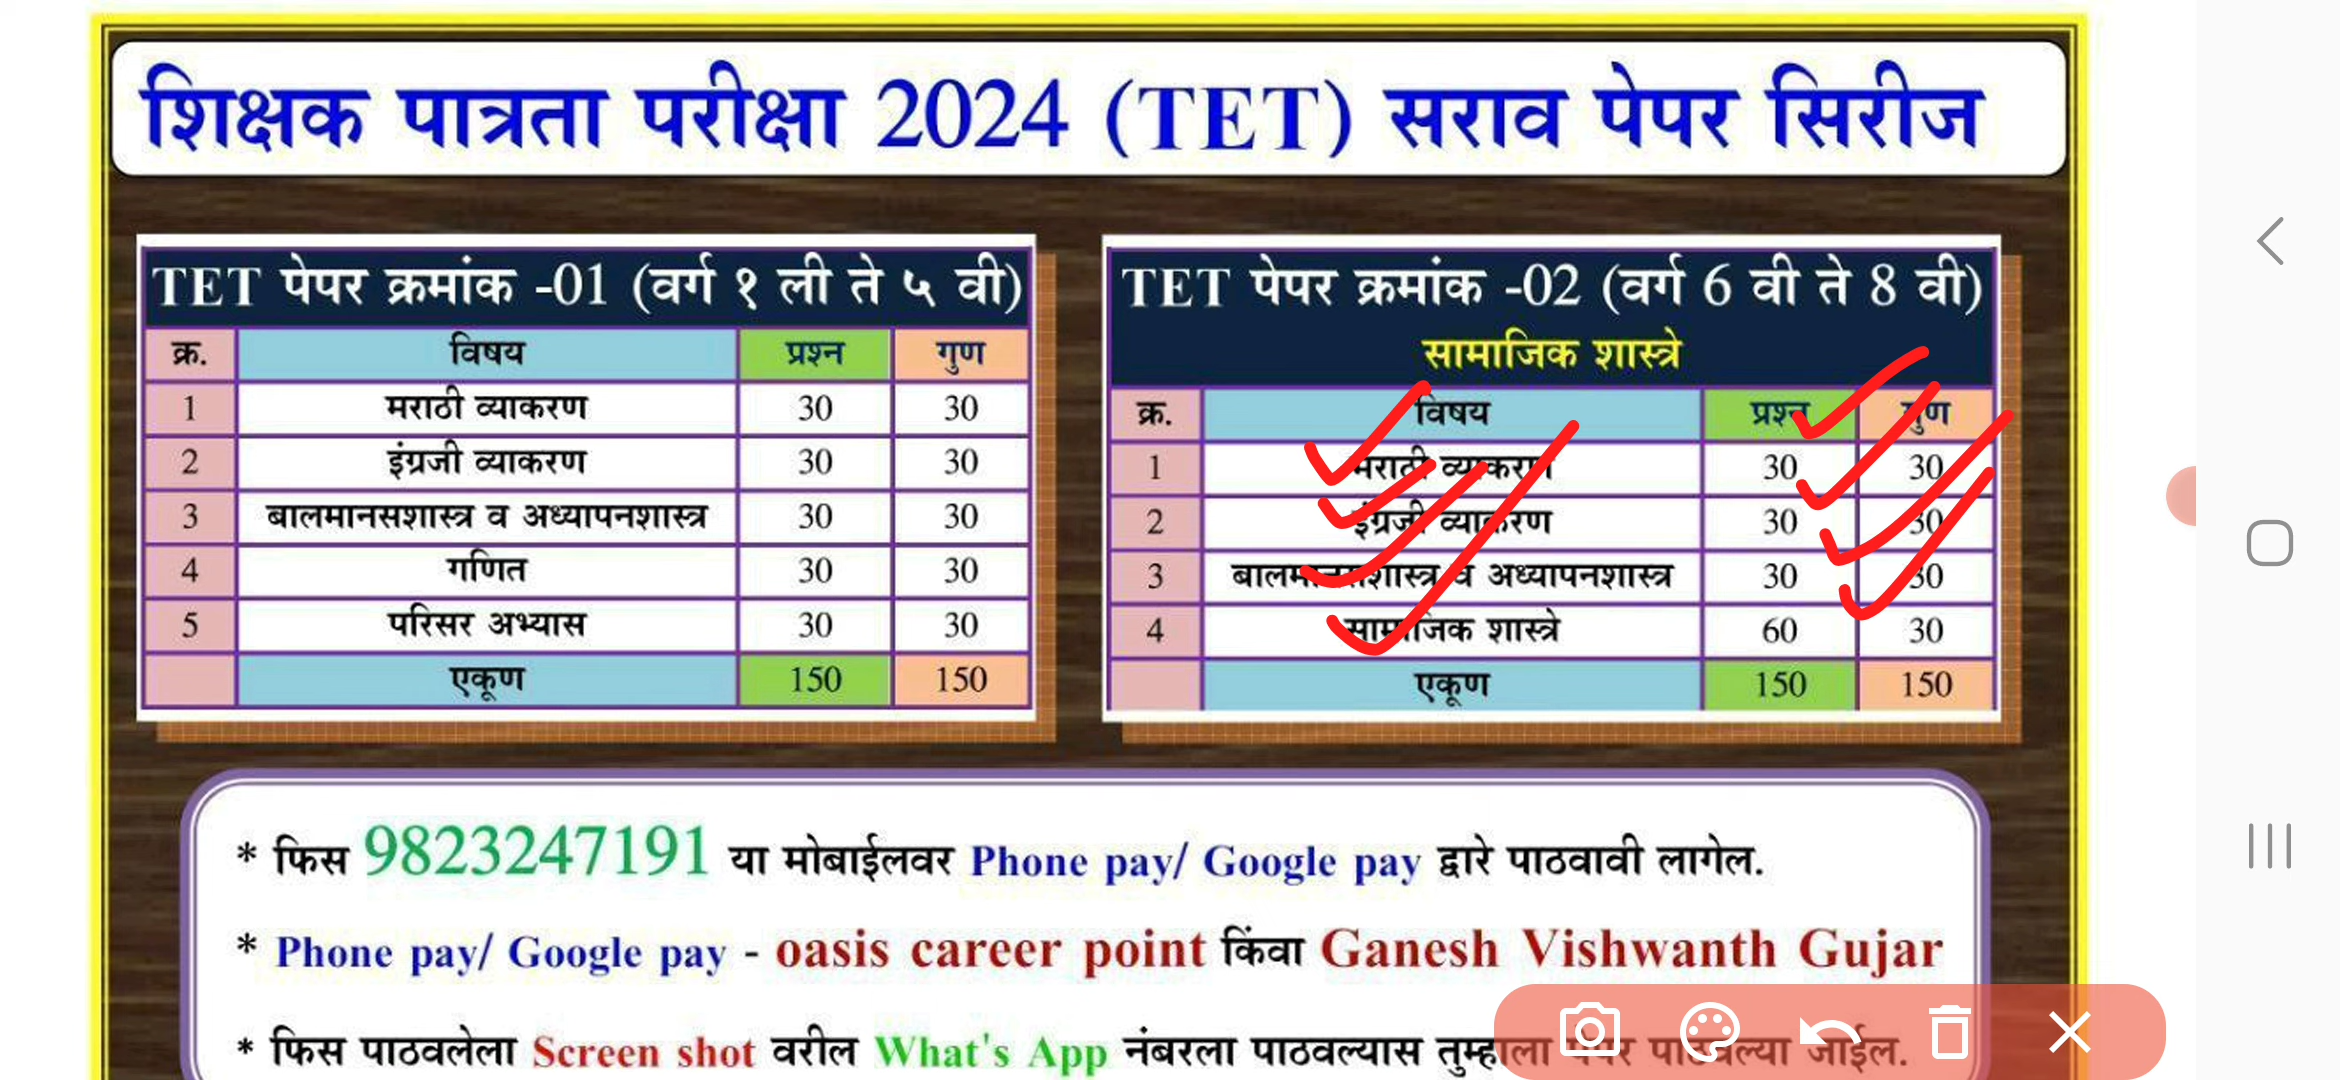 शिक्षक पात्रता परीक्षा 2024 (TET) सराव पेपर सिरीज
TET पेपर क्रमांक -01 (वर्ग १ ली ते ५ वी)
क्र. विषय प्रश्न गुण
1 मराठी व्याकरण 30 30
2 इंग्रजी व्याकरण 30 30
3 बालमानसशास्त्र व अध्यापनशास्त्र 30 30
4 गणित 30 30
5 परिसर अभ्यास 30 30
एकूण 150 150
TET पेपर क्रमांक -02 (वर्ग 6 वी ते 8 वी)
सामाजिक शास्त्रे
क्र. विषय प्रश्न गुण
1 मराठी व्याकरण 30 30
2 इंग्रजी व्याकरण 30 30
3 बालमानसशास्त्र व अध्यापनशास्त्र 30 30
4 सामाजिक शास्त्रे 60 30
एकूण 150 150
* फिस 9823247191 या मोबाईलवर Phone pay/ Google pay द्वारे पाठवावी लागेल.
* Phone pay/ Google pay - oasis career point किंवा Ganesh Vishwanth Gujar
* फिस पाठवलेला Screen shot वरील What's App नंबरला पाठवल्यास तुम्हाला पेपर पाठवल्या जाईल.